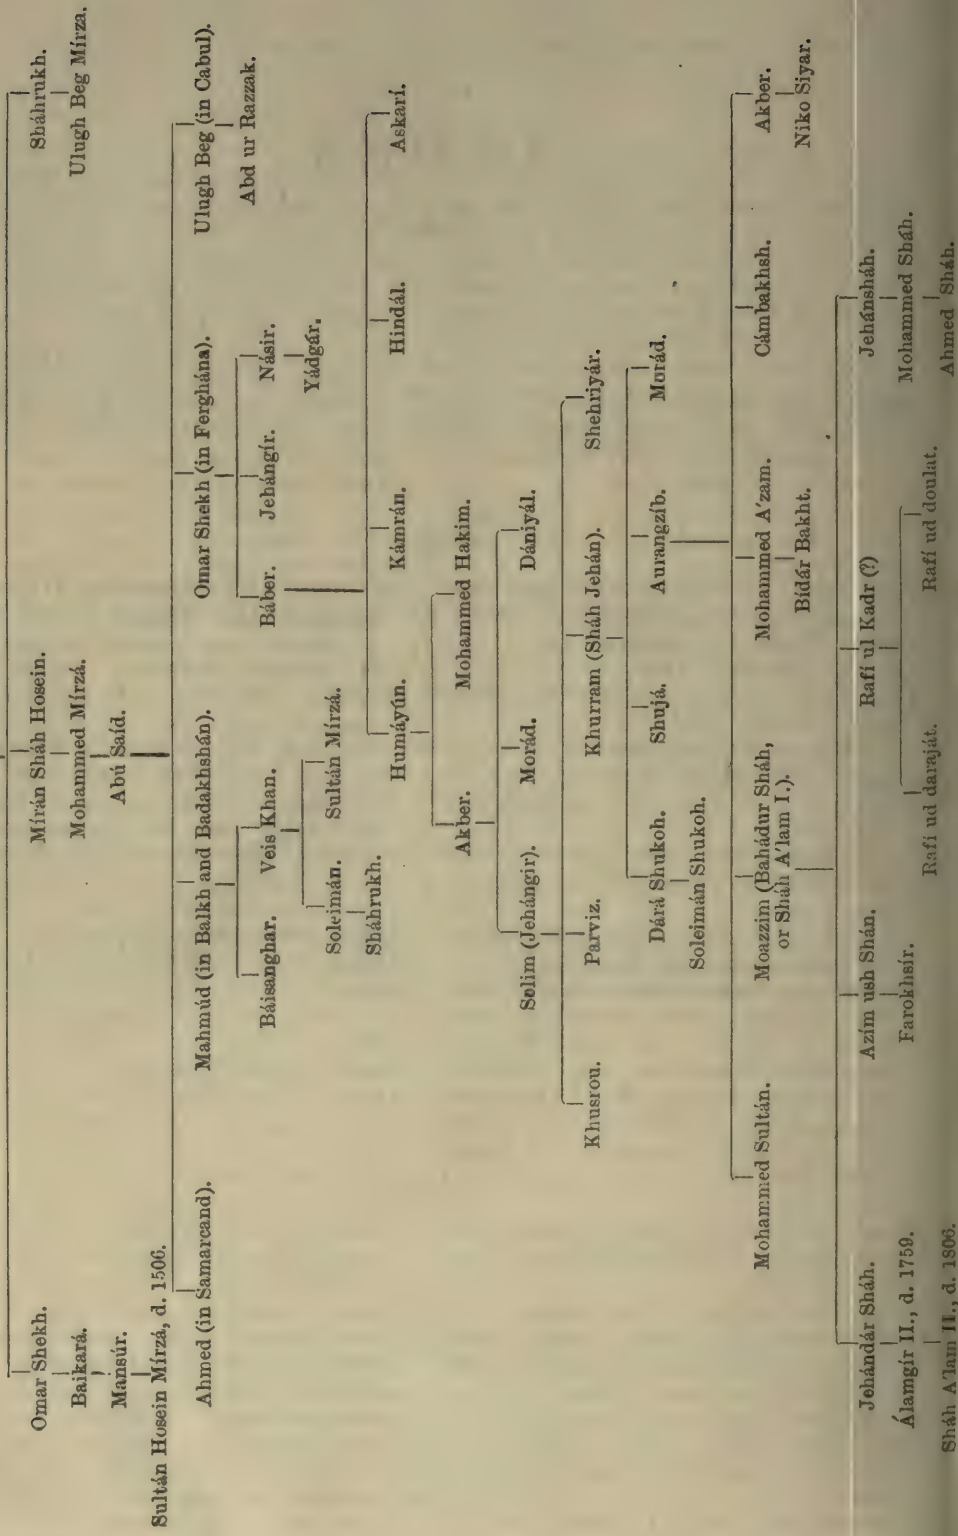 Omar Shekh. Mírán Sháh Hosein. Sháhrukh.
Baikará. Mohammed Mírzá. Ulugh Beg Mírza.
Mansúr. Abú Saíd.
Sultán Hosein Mírzá, d. 1506.
Ahmed (in Samarcand). Mahmúd (in Balkh and Badakhshán). Omar Shekh (in Ferghána). Ulugh Beg (in Cabul).
Abd ur Razzak.
Báisanghar. Veis Khan. Báber. Jehángír. Násir.
Yádgár.
Soleimán. Sultán Mírzá.
Sháhrukh.
Humáyún. Kámrán. Hindál. Askarí.
Akber. Mohammed Hakim.
Selim (Jehángir). Morád. Dániyál.
Khusrou. Parviz. Khurram (Sháh Jehán). Shehriyár.
Dárá Shukoh. Shujá. Aurangzíb. Morád.
Soleimán Shukoh.
Mohammed Sultán. Moazzim (Bahádur Sháh, Mohammed A'zam. Cámbakhsh. Akber.
or Sháh A'lam I.).
Bídár Bakht. Niko Siyar.
Jehándár Sháh. Azím ush Shán. Rafí ul Kadr (?) Jehánsháh.
Álamgír II., d. 1759. Farokhsír. Mohammed Sháh.
Rafí ud daraját. Rafí ud doulat.
Sháh A'lam II., d. 1806. Ahmed Sháh.